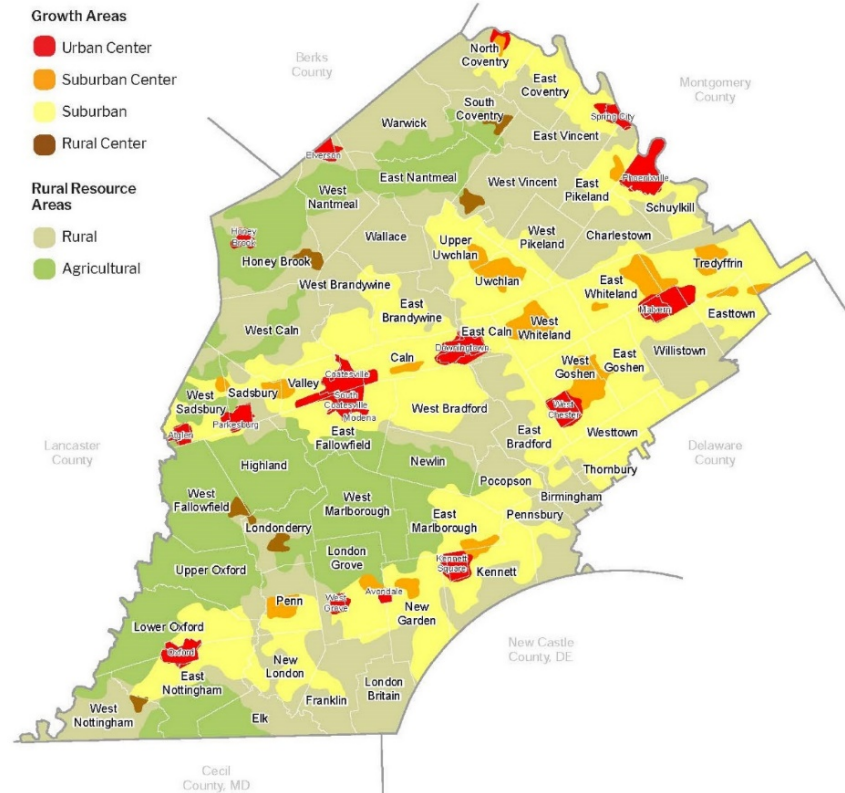 Growth Areas
Urban Center
Suburban Center
Suburban
Rural Center
Rural Resource
Areas
Rural
Agricultural
Berks
County
Montgomery
County
North
Coventry
East
Coventry
South
Coventry
Spring City
Warwick
East Vincent
Elverson
Phoenixville
East Nantmeal
West Vincent
East
Pikeland
West
Nantmeal
Schuylkill
Honey
Brook
West
Pikeland
Charlestown
Wallace
Upper
Uwchlan
Honey Brook
Tredyffrin
Uwchlan
East
Whiteland
West Brandywine
East
Brandywine
Malvern
Easttown
West Caln
East Caln
West
Whiteland
Downingtown
Willistown
Caln
West
Goshen
East
Goshen
Coatesville
Valley
Sadsbury
West
Sadsbury
South
Coatesville
West Bradford
West
Chester
Parkesburg
Modena
Atglen
East
Fallowfield
East
Bradford
Westtown
Lancaster
County
Delaware
County
Highland
Newlin
Thornbury
Pocopson
Birmingham
West
Fallowfield
West
Marlborough
East
Marlborough
Pennsbury
Londonderry
London
Grove
Kennett
Square
Kennett
Upper Oxford
Penn
West
Grove
Avondale
New
Garden
Lower Oxford
New Castle
County, DE
Oxford
New
London
East
Nottingham
London
Britain
Franklin
West
Nottingham
Elk
Cecil
County, MD